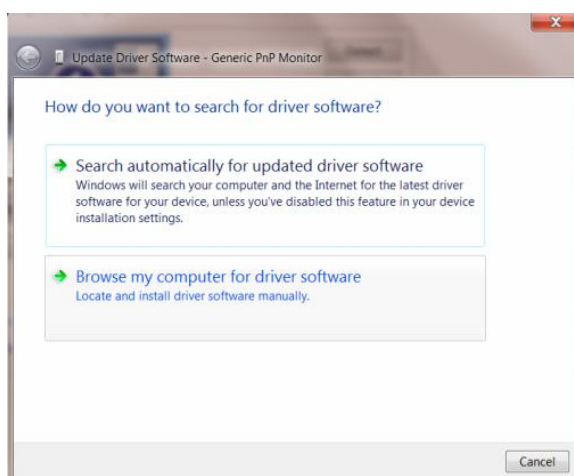 Update Driver Software - Generic PnP Monitor
How do you want to search for driver software?
Search automatically for updated driver software
Windows will search your computer and the Internet for the latest driver
software for your device, unless you've disabled this feature in your device
installation settings.
Browse my computer for driver software
Locate and install driver software manually.
Cancel